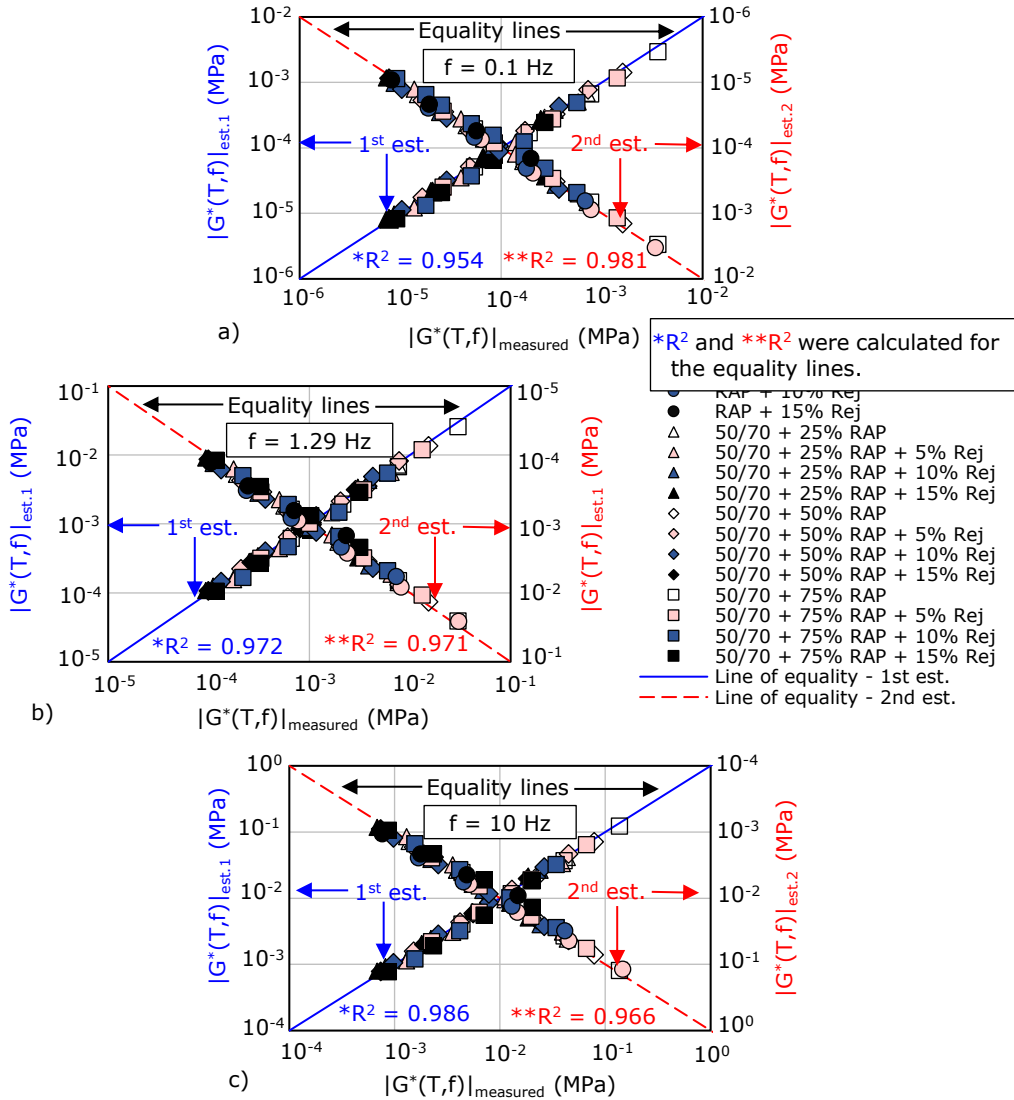 10⁻² 10⁻⁶
Equality lines
f = 0.1 Hz
10⁻³ 10⁻⁵
1st est. 2nd est.
10⁻⁴ 10⁻⁴
10⁻⁵ 10⁻³
*R² = 0.954 **R² = 0.981
10⁻⁶ 10⁻²
10⁻⁶ 10⁻⁵ 10⁻⁴ 10⁻³ 10⁻²
|G*(T,f)|est.1 (MPa)
|G*(T,f)|est.2 (MPa)
a) |G*(T,f)|measured (MPa)
*R² and **R² were calculated for
the equality lines.
RAP + 10% Rej
RAP + 15% Rej
50/70 + 25% RAP
50/70 + 25% RAP + 5% Rej
50/70 + 25% RAP + 10% Rej
50/70 + 25% RAP + 15% Rej
50/70 + 50% RAP
50/70 + 50% RAP + 5% Rej
50/70 + 50% RAP + 10% Rej
50/70 + 50% RAP + 15% Rej
50/70 + 75% RAP
50/70 + 75% RAP + 5% Rej
50/70 + 75% RAP + 10% Rej
50/70 + 75% RAP + 15% Rej
Line of equality - 1st est.
Line of equality - 2nd est.
10⁻¹ 10⁻⁵
Equality lines
f = 1.29 Hz
10⁻² 10⁻⁴
1st est. 2nd est.
10⁻³ 10⁻³
10⁻⁴ 10⁻²
*R² = 0.972 **R² = 0.971
10⁻⁵ 10⁻¹
10⁻⁵ 10⁻⁴ 10⁻³ 10⁻² 10⁻¹
|G*(T,f)|est.1 (MPa)
|G*(T,f)|est.1 (MPa)
b) |G*(T,f)|measured (MPa)
10⁰ 10⁻⁴
Equality lines
f = 10 Hz
10⁻¹ 10⁻³
1st est. 2nd est.
10⁻² 10⁻²
10⁻³ 10⁻¹
*R² = 0.986 **R² = 0.966
10⁻⁴ 10⁰
10⁻⁴ 10⁻³ 10⁻² 10⁻¹ 10⁰
|G*(T,f)|est.1 (MPa)
|G*(T,f)|est.2 (MPa)
c) |G*(T,f)|measured (MPa)